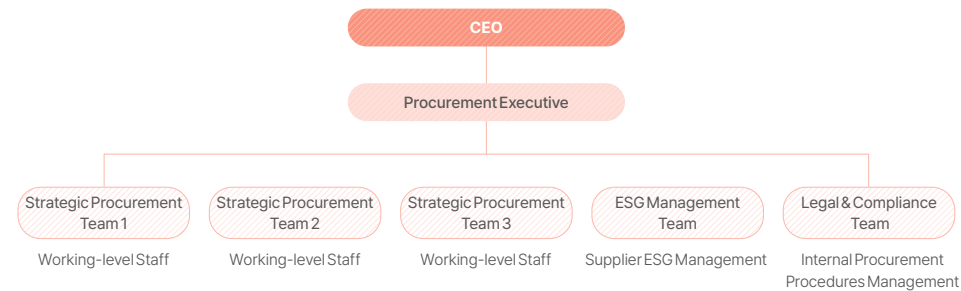 CEO
Procurement Executive
Strategic Procurement
Team 1
Strategic Procurement
Team 2
Strategic Procurement
Team 3
ESG Management
Team
Legal & Compliance
Team
Working-level Staff
Working-level Staff
Working-level Staff
Supplier ESG Management
Internal Procurement
Procedures Management